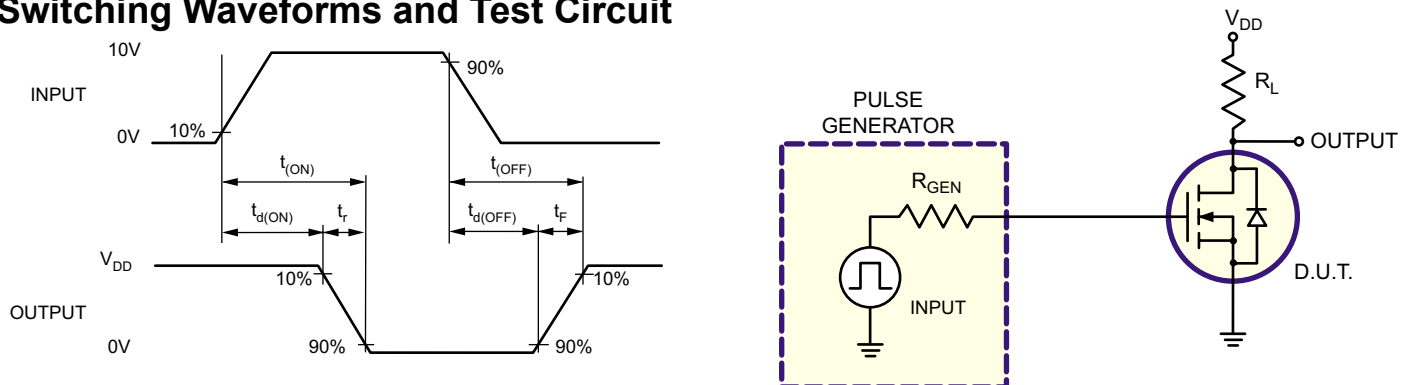 Switching Waveforms and Test Circuit
10V
INPUT
0V
10%
90%
t(ON)
t(OFF)
td(ON)
tr
td(OFF)
tF
VDD
10%
10%
OUTPUT
0V
90%
90%
VDD
RL
PULSE
GENERATOR
OUTPUT
RGEN
D.U.T.
INPUT